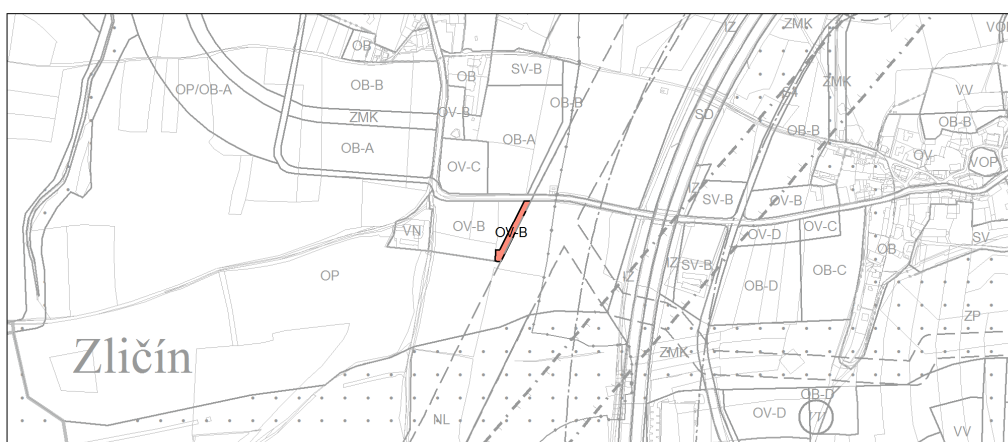 OB
IZ
ZMK
SV-B
OB
OB-B
OP/OB-A
ZMK
VV
OB-B
OV-B
SD
OB-B
ZMK
OB-B
OB-A
OB-A
OV
VOP
OV-C
IZ
SV-B
OV-B
OV-B
OV-B
VN
OV-D
OV-C
SV
OB
OP
IZ
IZ
SV-B
OB-C
OB-D
ZP
Zličín
ZMK
OB-D
NL
OV-D
VV
VV